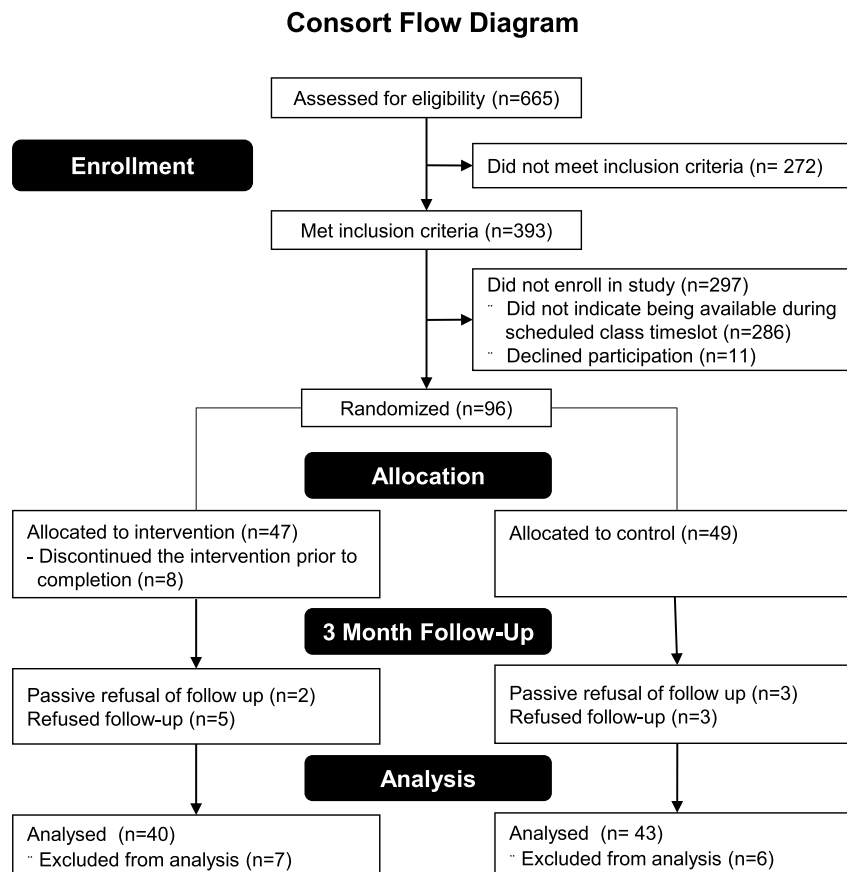 Consort Flow Diagram
Assessed for eligibility (n=665)
Enrollment
Did not meet inclusion criteria (n= 272)
Met inclusion criteria (n=393)
Did not enroll in study (n=297)
¨ Did not indicate being available during
scheduled class timeslot (n=286)
¨ Declined participation (n=11)
Randomized (n=96)
Allocation
Allocated to intervention (n=47)
- Discontinued the intervention prior to
completion (n=8)
Allocated to control (n=49)
3 Month Follow-Up
Passive refusal of follow up (n=2)
Refused follow-up (n=5)
Passive refusal of follow up (n=3)
Refused follow-up (n=3)
Analysis
Analysed (n=40)
¨ Excluded from analysis (n=7)
Analysed (n= 43)
¨ Excluded from analysis (n=6)